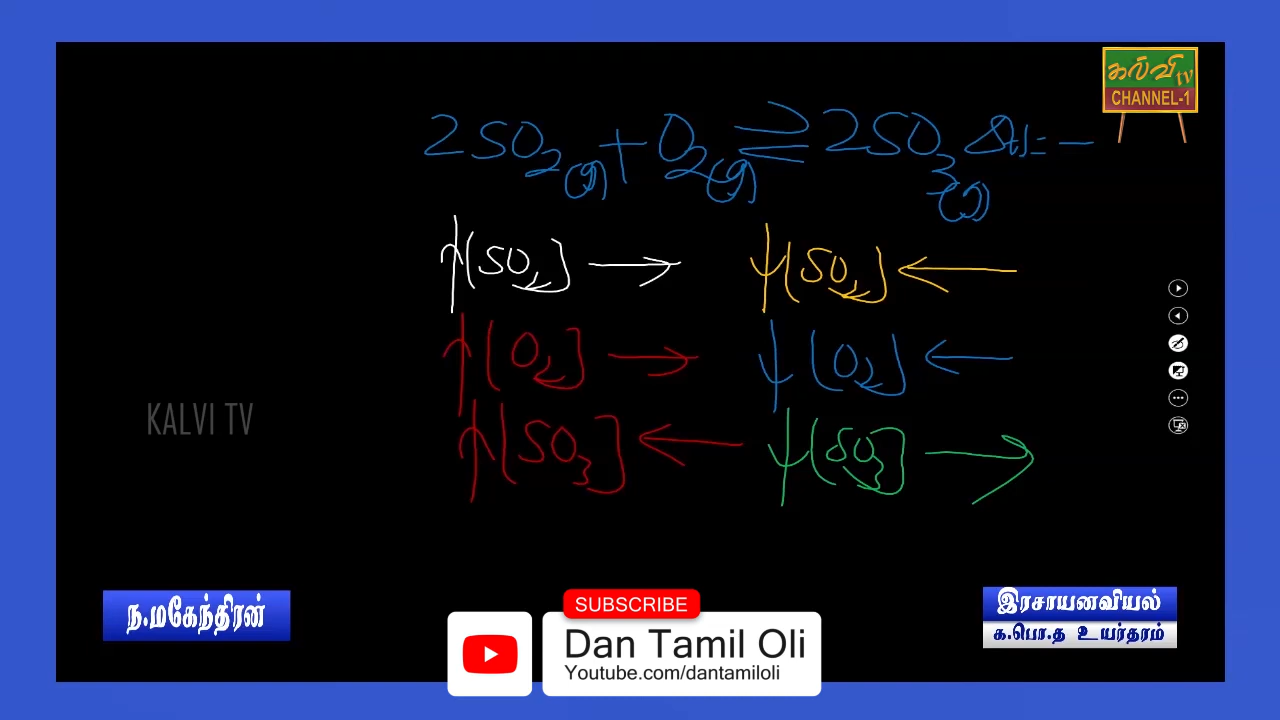 கல்வி tv
CHANNEL-1
2SO₂(g) + O₂(g) ⇌ 2SO₃(g) ΔH = −
↑[SO₂] → ↓[SO₂] ←
↑[O₂] → ↓[O₂] ←
↑[SO₃] ← ↓[SO₃] →
KALVI TV
ந.மகேந்திரன்
இரசாயனவியல்
க.பொ.த உயர்தரம்
SUBSCRIBE
Dan Tamil Oli
Youtube.com/dantamiloli